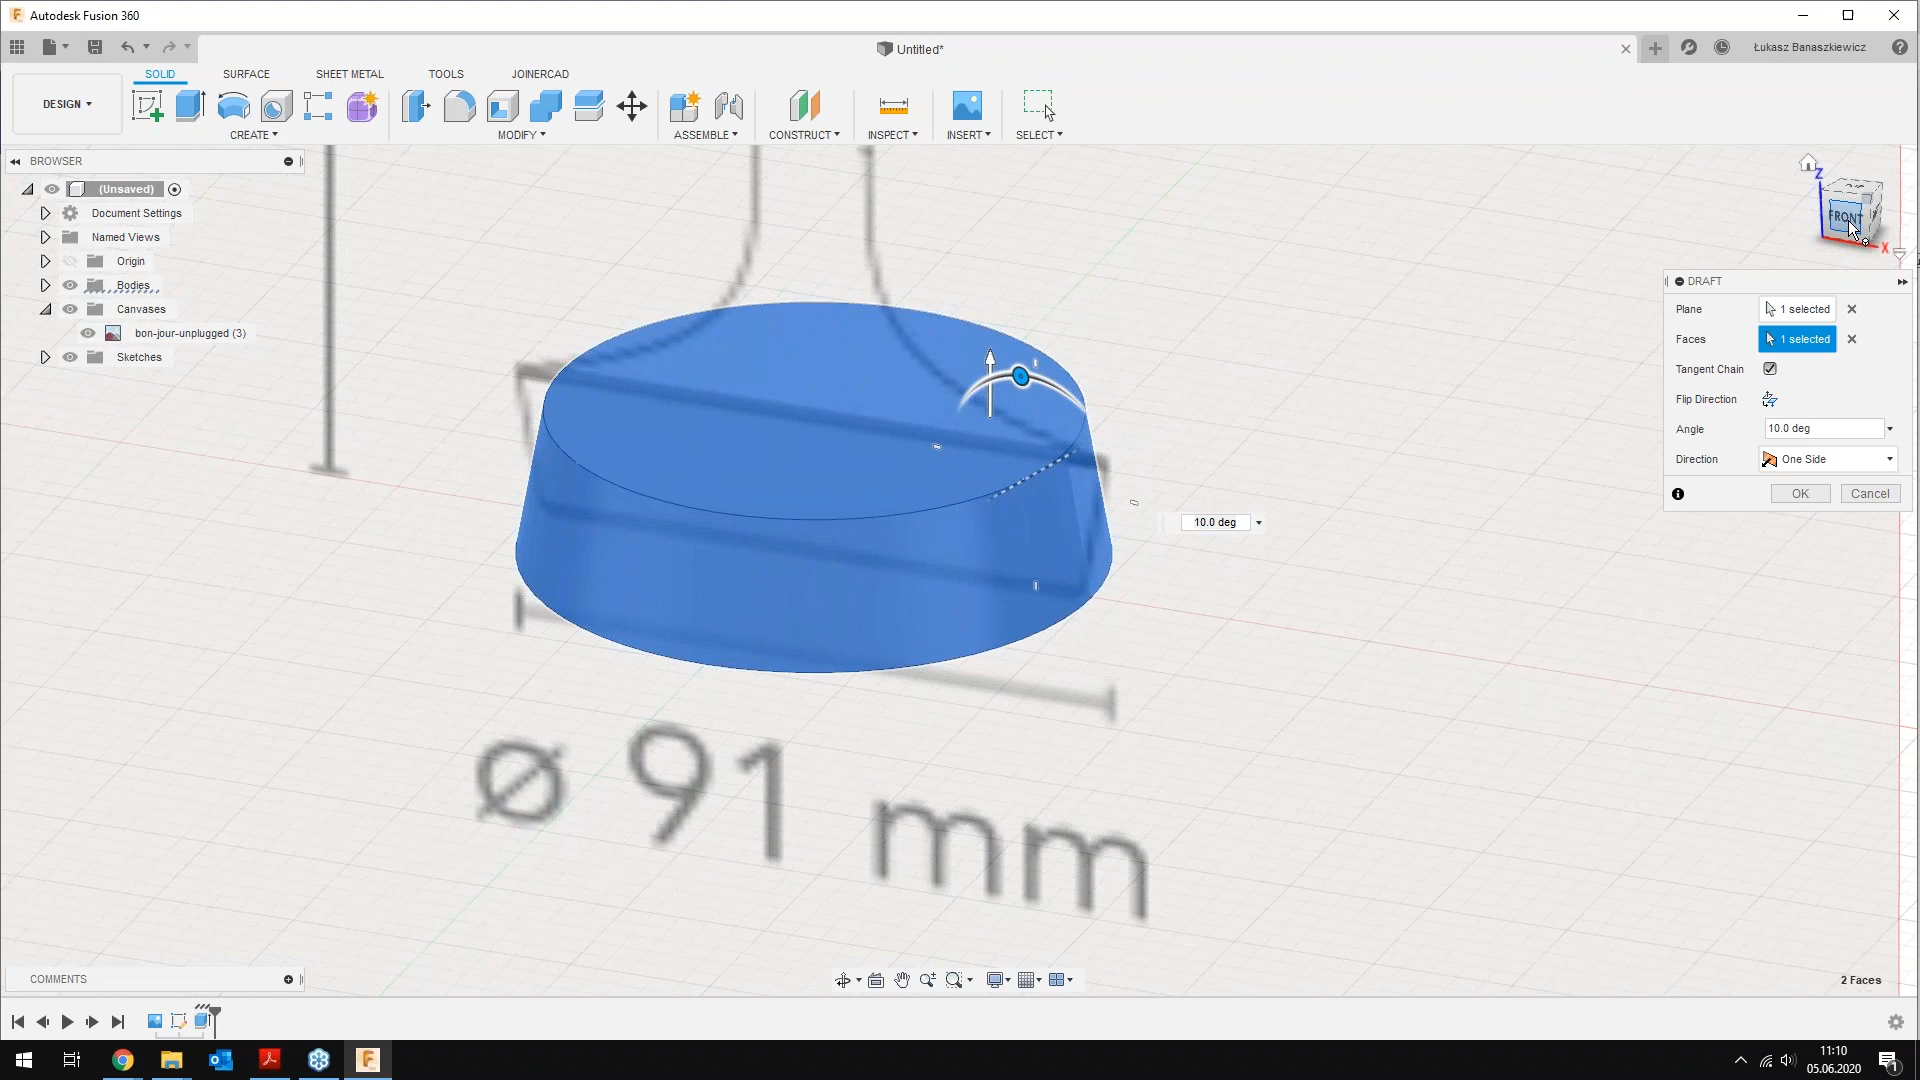 Autodesk Fusion 360
Untitled*
Łukasz Banaszkiewicz
DESIGN
SOLID
SURFACE
SHEET METAL
TOOLS
JOINERCAD
CREATE
MODIFY
ASSEMBLE
CONSTRUCT
INSPECT
INSERT
SELECT
BROWSER
(Unsaved)
Document Settings
Named Views
Origin
Bodies
Canvases
bon-jour-unplugged (3)
Sketches
Z
FRONT
X
DRAFT
Plane 1 selected
Faces 1 selected
Tangent Chain
Flip Direction
Angle 10.0 deg
Direction One Side
OK Cancel
10.0 deg
ø 91 mm
COMMENTS
2 Faces
11:10
05.06.2020
1